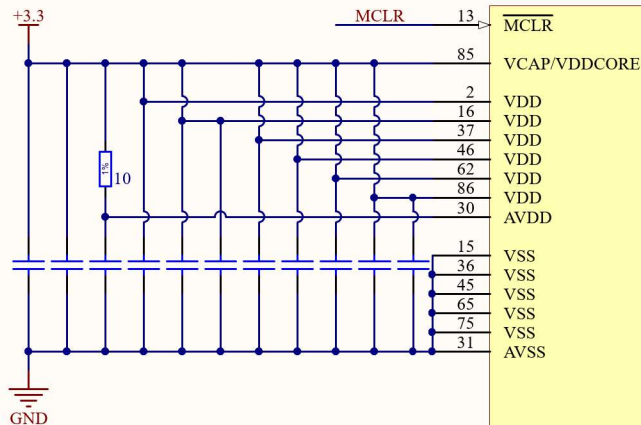 +3.3
MCLR 13 MCLR
85 VCAP/VDDCORE
2 VDD
16 VDD
37 VDD
46 VDD
62 VDD
86 VDD
30 AVDD
1% 10
15 VSS
36 VSS
45 VSS
65 VSS
75 VSS
31 AVSS
GND